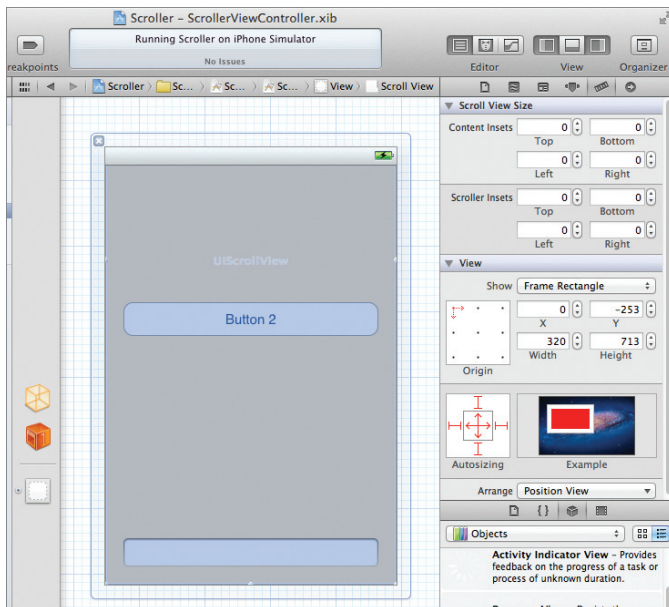 Scroller – ScrollerViewController.xib
Running Scroller on iPhone Simulator
No Issues
reakpoints
Editor
View
Organizer
Scroller
Sc...
Sc...
Sc...
View
Scroll View
Scroll View Size
Content Insets
0
0
Top
Bottom
0
0
Left
Right
Scroller Insets
0
0
Top
Bottom
0
0
Left
Right
View
Show
Frame Rectangle
0
-253
X
Y
320
713
Width
Height
Origin
UIScrollView
Button 2
Autosizing
Example
Arrange
Position View
{ }
Objects
Activity Indicator View – Provides
feedback on the progress of a task or
process of unknown duration.